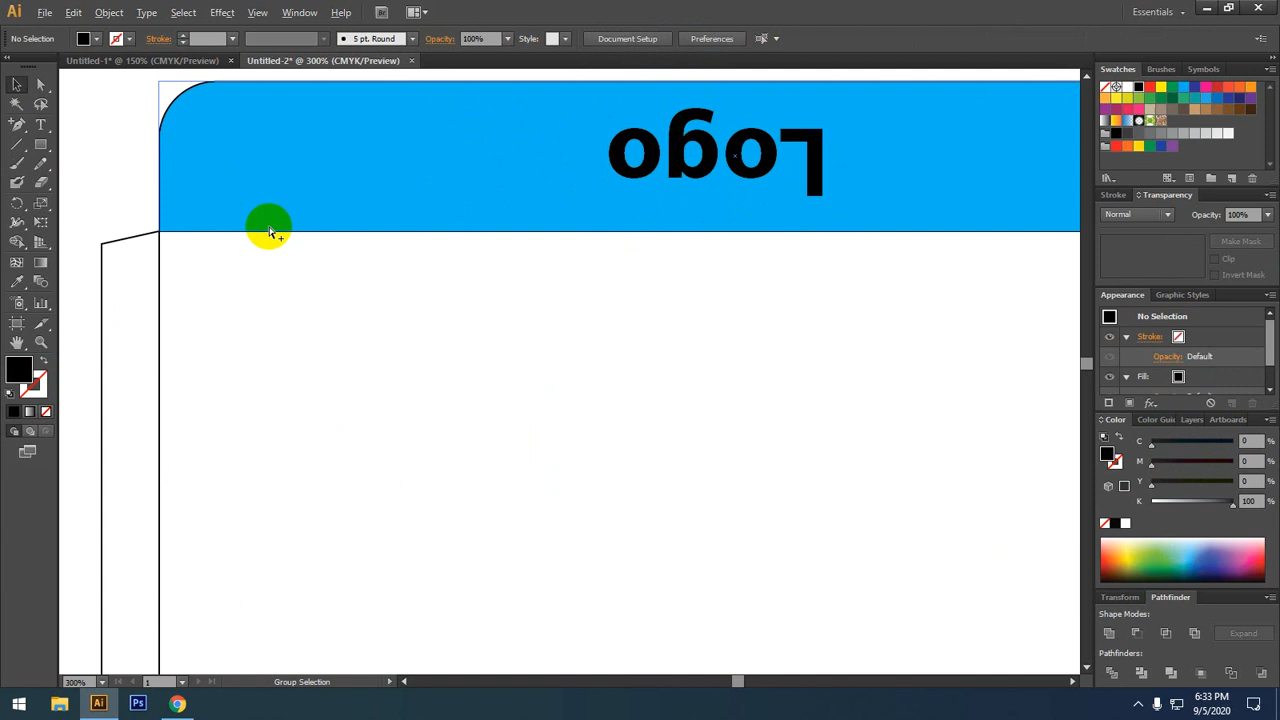 Ai File Edit Object Type Select Effect View Window Help Br Essentials
No Selection Stroke: 5 pt. Round Opacity: 100% Style: Document Setup Preferences
Untitled-1* @ 150% (CMYK/Preview) Untitled-2* @ 300% (CMYK/Preview)
Swatches Brushes Symbols
Logo
Stroke Transparency
Normal Opacity: 100%
Make Mask
Clip
Invert Mask
Appearance Graphic Styles
No Selection
Stroke:
Opacity: Default
Fill:
Color Color Guid Layers Artboards
C 0 %
M 0 %
Y 0 %
K 100 %
Transform Pathfinder
Shape Modes:
Expand
Pathfinders:
300% 1 Group Selection
Ai Ps 6:33 PM
9/5/2020